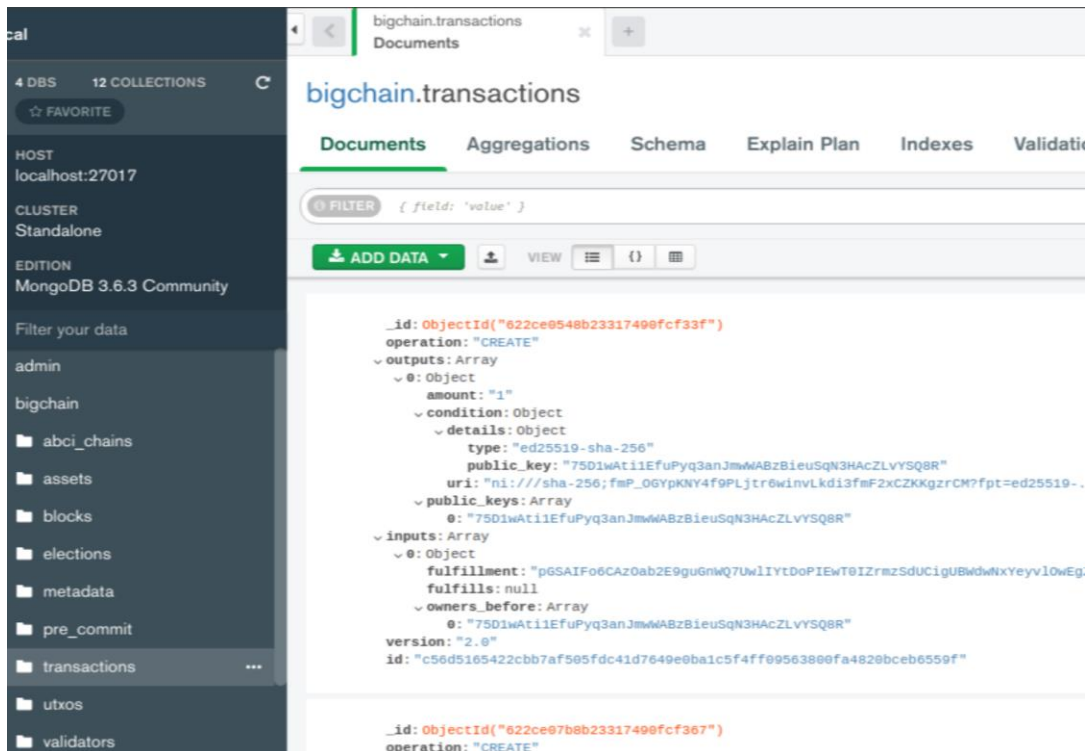 cal
4 DBS 12 COLLECTIONS
FAVORITE
HOST
localhost:27017
CLUSTER
Standalone
EDITION
MongoDB 3.6.3 Community
Filter your data
admin
bigchain
abci_chains
assets
blocks
elections
metadata
pre_commit
transactions
utxos
validators
bigchain.transactions
Documents
bigchain.transactions
Documents Aggregations Schema Explain Plan Indexes Validatio
FILTER { field: 'value' }
ADD DATA VIEW
_id: ObjectId("622ce0548b23317490fcf33f")
operation: "CREATE"
outputs: Array
0: Object
amount: "1"
condition: Object
details: Object
type: "ed25519-sha-256"
public_key: "75D1wAti1EfuPyq3anJmwWABzBieuSqN3HAcZLvYSQ8R"
uri: "ni:///sha-256;fmP_OGYpKNY4f9PLjtr6winvLkdi3fmF2xCZKKgzrCM?fpt=ed25519-..
public_keys: Array
0: "75D1wAti1EfuPyq3anJmwWABzBieuSqN3HAcZLvYSQ8R"
inputs: Array
0: Object
fulfillment: "pGSAIFo6CAzOab2E9guGnWQ7UwlIYtDoPIEwT0IZrmzSdUCigUBWdwNxYeyvlOwEg
fulfills: null
owners_before: Array
0: "75D1wAti1EfuPyq3anJmwWABzBieuSqN3HAcZLvYSQ8R"
version: "2.0"
id: "c56d5165422cbb7af505fdc41d7649e0ba1c5f4ff09563800fa4820bceb6559f"
_id: ObjectId("622ce07b8b23317490fcf367")
operation: "CREATE"